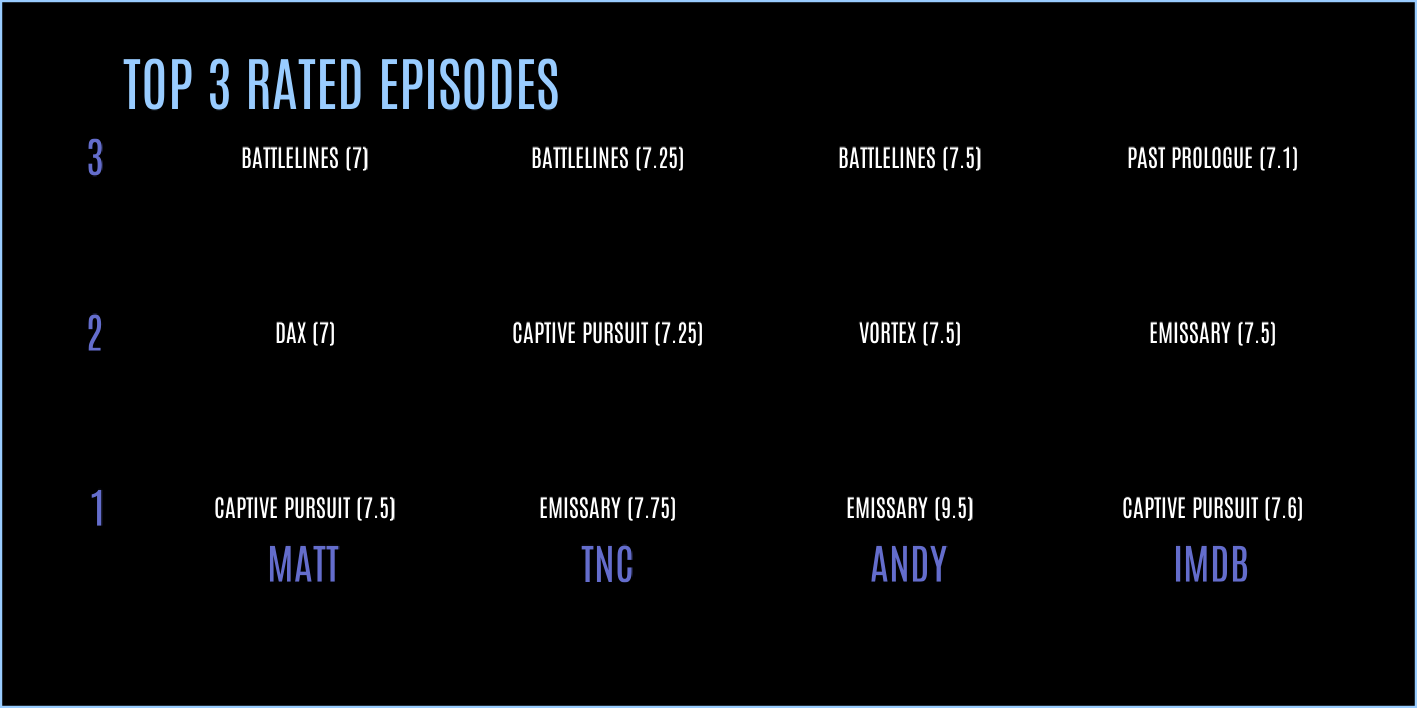 TOP 3 RATED EPISODES
3 BATTLELINES (7) BATTLELINES (7.25) BATTLELINES (7.5) PAST PROLOGUE (7.1)
2 DAX (7) CAPTIVE PURSUIT (7.25) VORTEX (7.5) EMISSARY (7.5)
1 CAPTIVE PURSUIT (7.5) EMISSARY (7.75) EMISSARY (9.5) CAPTIVE PURSUIT (7.6)
MATT TNC ANDY IMDB